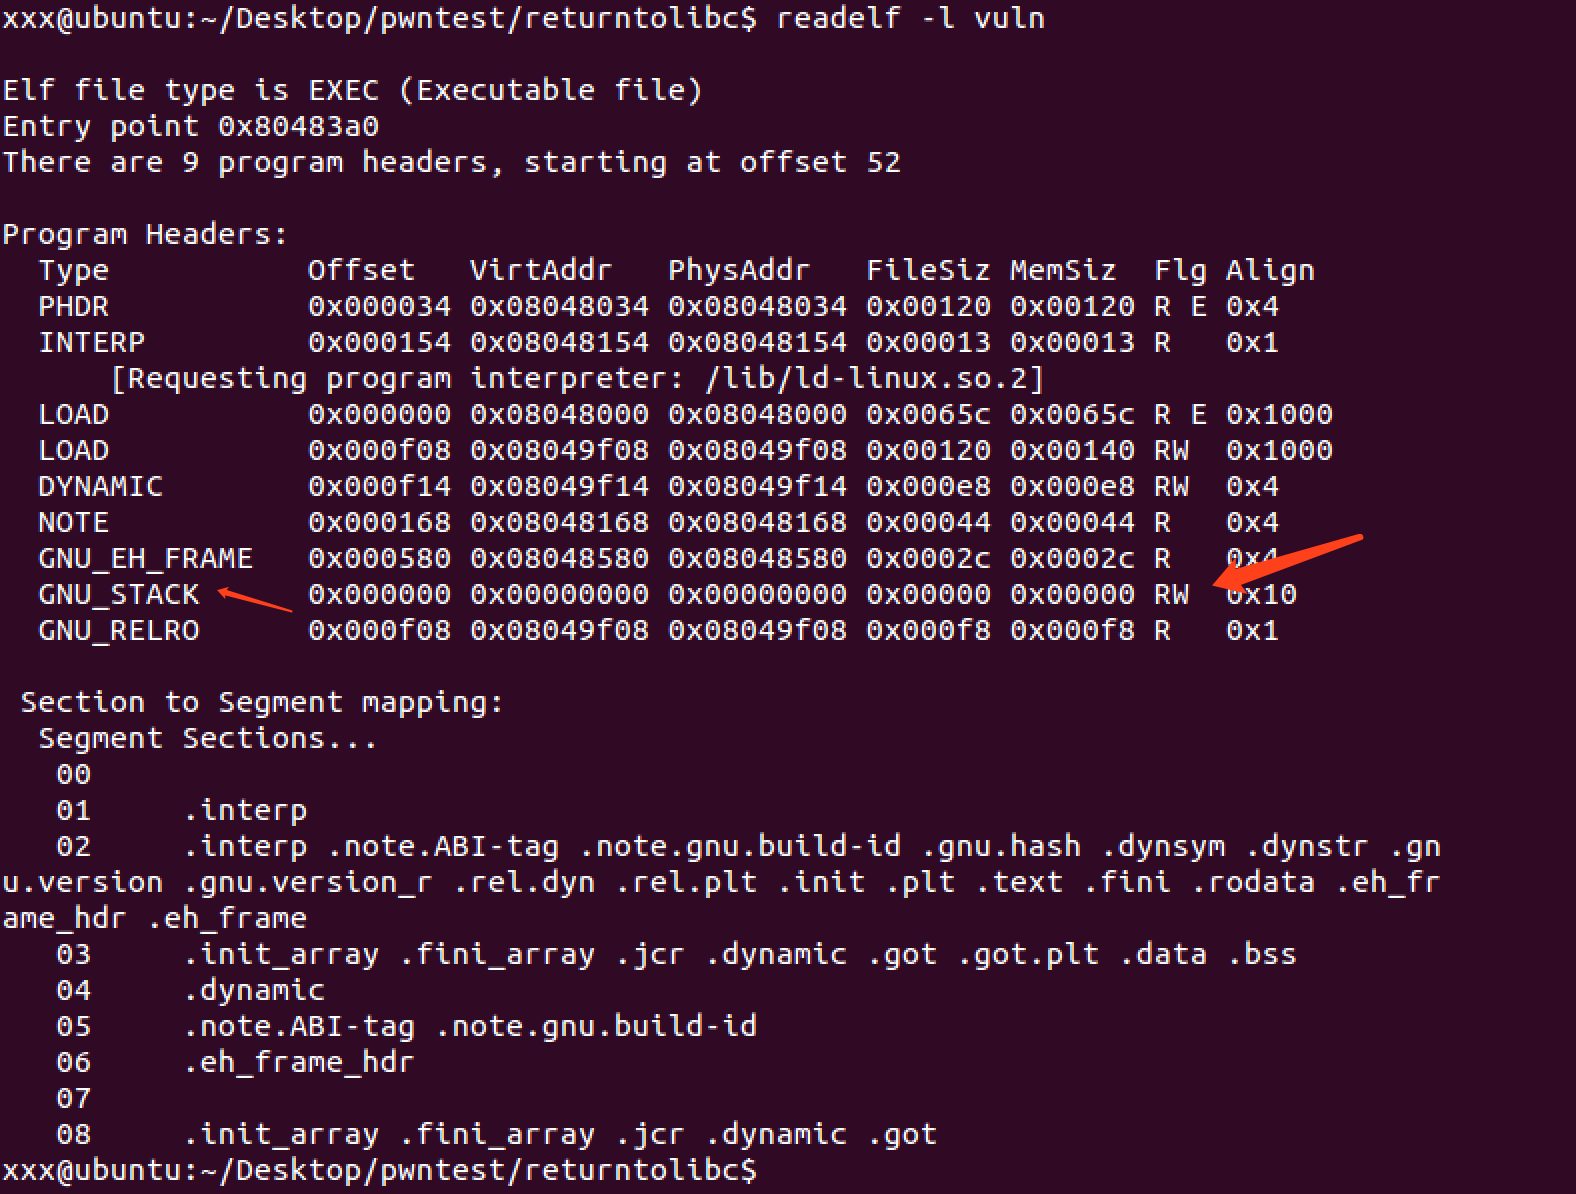 xxx@ubuntu:~/Desktop/pwntest/returntolibc$ readelf -l vuln
Elf file type is EXEC (Executable file)
Entry point 0x80483a0
There are 9 program headers, starting at offset 52
Program Headers:
  Type           Offset   VirtAddr   PhysAddr   FileSiz MemSiz  Flg Align
  PHDR           0x000034 0x08048034 0x08048034 0x00120 0x00120 R E 0x4
  INTERP         0x000154 0x08048154 0x08048154 0x00013 0x00013 R   0x1
      [Requesting program interpreter: /lib/ld-linux.so.2]
  LOAD           0x000000 0x08048000 0x08048000 0x0065c 0x0065c R E 0x1000
  LOAD           0x000f08 0x08049f08 0x08049f08 0x00120 0x00140 RW  0x1000
  DYNAMIC        0x000f14 0x08049f14 0x08049f14 0x000e8 0x000e8 RW  0x4
  NOTE           0x000168 0x08048168 0x08048168 0x00044 0x00044 R   0x4
  GNU_EH_FRAME   0x000580 0x08048580 0x08048580 0x0002c 0x0002c R   0x4
  GNU_STACK      0x000000 0x00000000 0x00000000 0x00000 0x00000 RW  0x10
  GNU_RELRO      0x000f08 0x08049f08 0x08049f08 0x000f8 0x000f8 R   0x1
 Section to Segment mapping:
  Segment Sections...
   00
   01     .interp
   02     .interp .note.ABI-tag .note.gnu.build-id .gnu.hash .dynsym .dynstr .gn
u.version .gnu.version_r .rel.dyn .rel.plt .init .plt .text .fini .rodata .eh_fr
ame_hdr .eh_frame
   03     .init_array .fini_array .jcr .dynamic .got .got.plt .data .bss
   04     .dynamic
   05     .note.ABI-tag .note.gnu.build-id
   06     .eh_frame_hdr
   07
   08     .init_array .fini_array .jcr .dynamic .got
xxx@ubuntu:~/Desktop/pwntest/returntolibc$